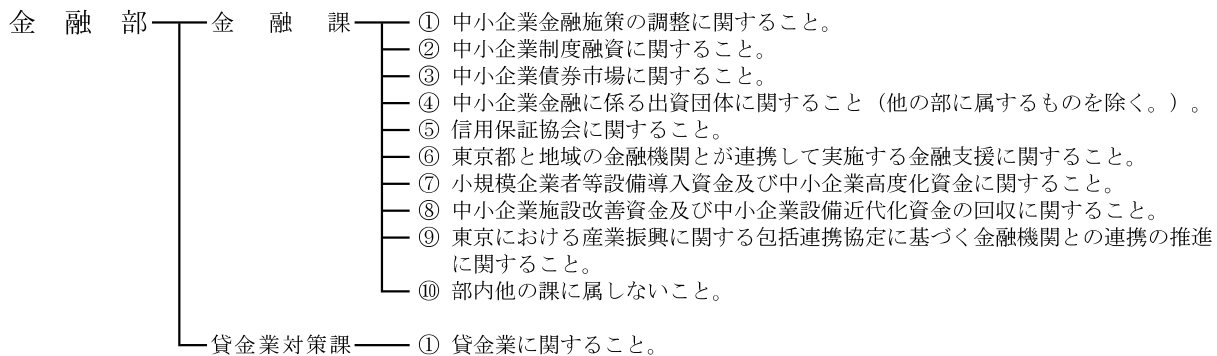 金融部 金融課 ① 中小企業金融施策の調整に関すること。
② 中小企業制度融資に関すること。
③ 中小企業債券市場に関すること。
④ 中小企業金融に係る出資団体に関すること（他の部に属するものを除く。）。
⑤ 信用保証協会に関すること。
⑥ 東京都と地域の金融機関とが連携して実施する金融支援に関すること。
⑦ 小規模企業者等設備導入資金及び中小企業高度化資金に関すること。
⑧ 中小企業施設改善資金及び中小企業設備近代化資金の回収に関すること。
⑨ 東京における産業振興に関する包括連携協定に基づく金融機関との連携の推進
に関すること。
⑩ 部内他の課に属しないこと。
貸金業対策課 ① 貸金業に関すること。